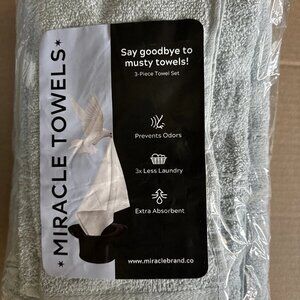 ★ MIRACLE TOWELS ★
Say goodbye to
musty towels!
3-Piece Towel Set
Prevents Odors
3x Less Laundry
Extra Absorbent
www.miraclebrand.co